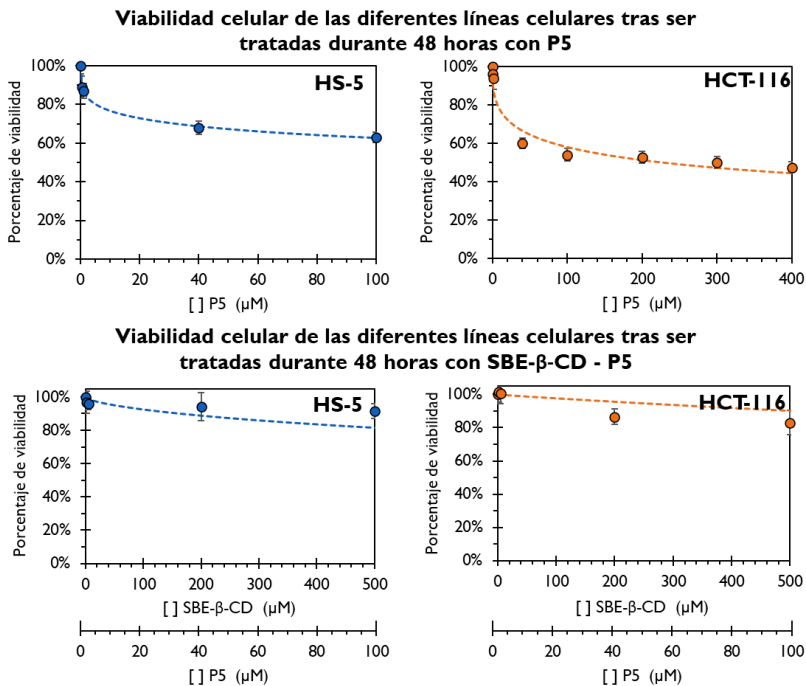 Viabilidad celular de las diferentes líneas celulares tras ser
tratadas durante 48 horas con P5
HS-5
Porcentaje de viabilidad
100%
80%
60%
40%
20%
0%
0 20 40 60 80 100
[ ] P5 (µM)
HCT-116
Porcentaje de viabilidad
100%
80%
60%
40%
20%
0%
0 100 200 300 400
[ ] P5 (µM)
Viabilidad celular de las diferentes líneas celulares tras ser
tratadas durante 48 horas con SBE-β-CD - P5
HS-5
Porcentaje de viabilidad
100%
80%
60%
40%
20%
0%
0 100 200 300 400 500
[ ] SBE-β-CD (µM)
0 20 40 60 80 100
[ ] P5 (µM)
HCT-116
Porcentaje de viabilidad
100%
80%
60%
40%
20%
0%
0 100 200 300 400 500
[ ] SBE-β-CD (µM)
0 20 40 60 80 100
[ ] P5 (µM)